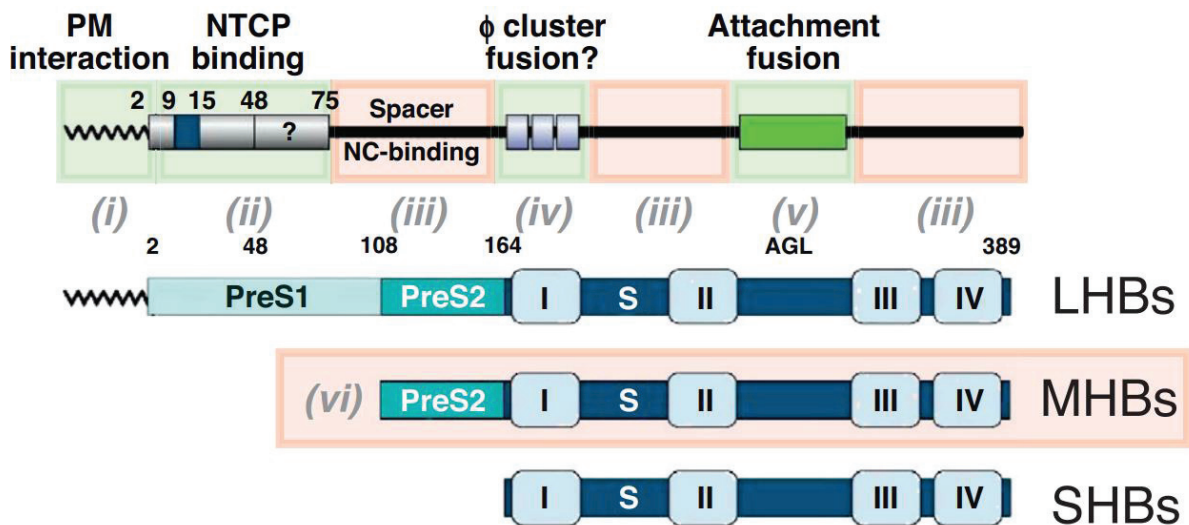 PM interaction
NTCP binding
ϕ cluster fusion?
Attachment fusion
2 9 15 48 75
?
Spacer
NC-binding
(i) (ii) (iii) (iv) (iii) (v) (iii)
2 48 108 164 AGL 389
PreS1 PreS2 I S II III IV LHBs
(vi) PreS2 I S II III IV MHBs
I S II III IV SHBs